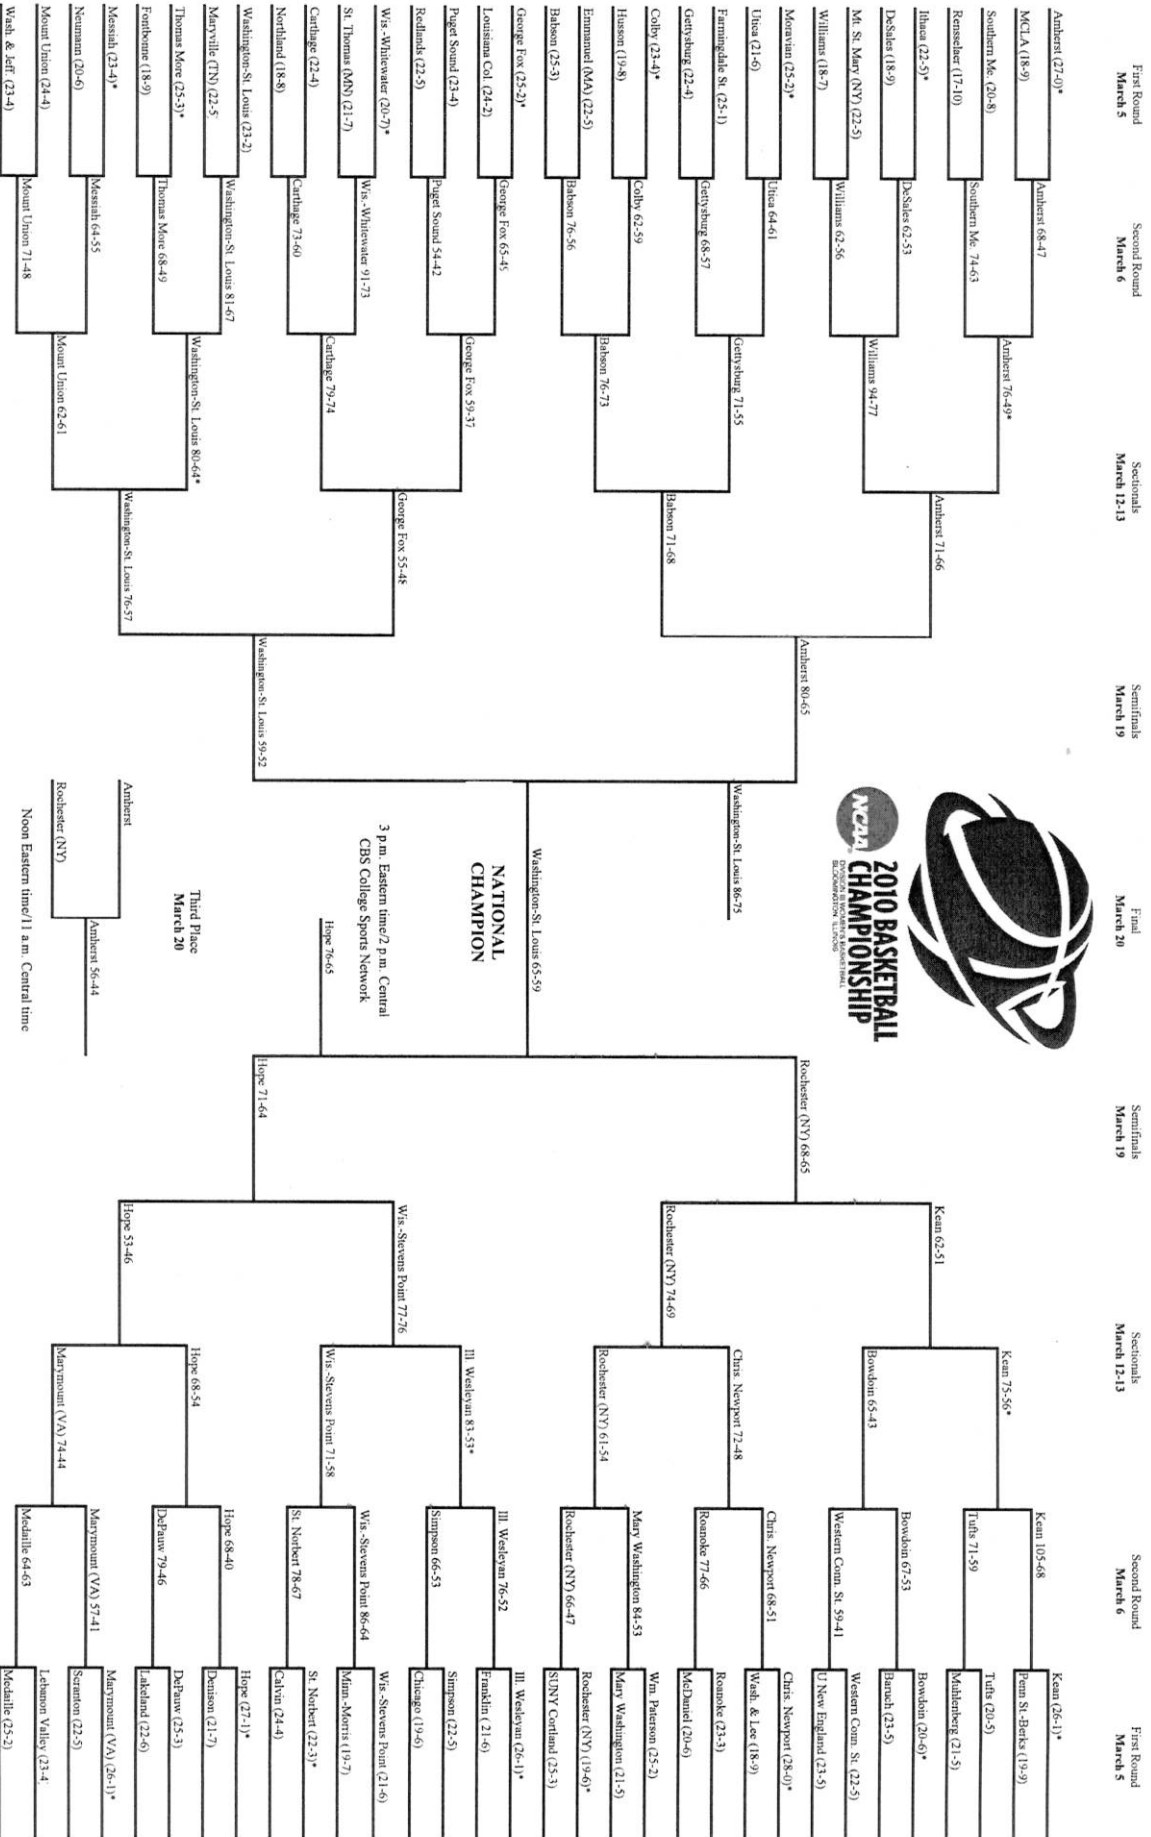 First Round
March 5
Second Round
March 6
Sectionals
March 12-13
Semifinals
March 19
Final
March 20
Semifinals
March 19
Sectionals
March 12-13
Second Round
March 6
First Round
March 5
Amherst (27-0)*
MCLA (18-9)
Southern Me. (20-8)
Rensselaer (17-10)
Ithaca (22-5)*
DeSales (18-9)
Mt. St. Mary (NY) (22-5)
Williams (18-7)
Moravian (25-2)*
Utica (21-6)
Farmingdale St. (25-1)
Gettysburg (22-4)
Colby (23-4)*
Husson (19-8)
Emmanuel (MA) (22-5)
Babson (25-3)
George Fox (25-2)*
Louisiana Col. (24-2)
Puget Sound (23-4)
Redlands (22-5)
Wis.-Whitewater (20-7)*
St. Thomas (MN) (21-7)
Carthage (22-4)
Northland (18-8)
Washington-St. Louis (23-2)
Maryville (TN) (22-5
Thomas More (25-3)*
Fontbonne (18-9)
Messiah (23-4)*
Neumann (20-6)
Mount Union (24-4)
Wash. & Jeff. (23-4)
Amherst 68-47
Southern Me. 74-63
DeSales 62-53
Williams 62-56
Utica 64-61
Gettysburg 68-57
Colby 62-59
Babson 76-56
George Fox 65-45
Puget Sound 54-42
Wis.-Whitewater 91-73
Carthage 73-60
Washington-St. Louis 81-67
Thomas More 68-49
Messiah 64-55
Mount Union 71-48
Amherst 76-49*
Williams 94-77
Gettysburg 71-55
Babson 76-73
George Fox 59-37
Carthage 79-74
Washington-St. Louis 80-64*
Mount Union 62-61
Amherst 71-66
Babson 71-68
George Fox 55-48
Washington-St. Louis 76-57
Amherst 80-65
Washington-St. Louis 59-52
NCAA
2010 BASKETBALL
CHAMPIONSHIP
DIVISION III WOMEN'S BASKETBALL
BLOOMINGTON, ILLINOIS
Washington-St. Louis 86-75
Washington-St. Louis 65-59
NATIONAL
CHAMPION
3 p.m. Eastern time/2 p.m. Central
CBS College Sports Network
Hope 76-65
Third Place
March 20
Amherst
Rochester (NY)
Amherst 56-44
Noon Eastern time/11 a.m. Central time
Rochester (NY) 68-65
Hope 71-64
Kean 62-51
Rochester (NY) 74-69
Wis.-Stevens Point 77-76
Hope 53-46
Kean 75-56*
Bowdoin 65-43
Chris. Newport 72-48
Rochester (NY) 61-54
Ill. Wesleyan 83-53*
Wis.-Stevens Point 71-58
Hope 68-54
Marymount (VA) 74-44
Kean 105-68
Tufts 71-59
Bowdoin 67-53
Western Conn. St. 59-41
Chris. Newport 68-51
Roanoke 77-66
Mary Washington 84-53
Rochester (NY) 66-47
Ill. Wesleyan 76-52
Simpson 66-53
Wis.-Stevens Point 86-64
St. Norbert 78-67
Hope 68-40
DePauw 79-46
Marymount (VA) 57-41
Medaille 64-63
Kean (26-1)*
Penn St.-Berks (19-9)
Tufts (20-5)
Muhlenberg (21-5)
Bowdoin (20-6)*
Baruch (23-5)
Western Conn. St. (22-5)
U New England (23-5)
Chris. Newport (28-0)*
Wash. & Lee (18-9)
Roanoke (23-3)
McDaniel (20-6)
Wm. Paterson (25-2)
Mary Washington (21-5)
Rochester (NY) (19-6)*
SUNY Cortland (25-3)
Ill. Wesleyan (26-1)*
Franklin ( 21-6)
Simpson (22-5)
Chicago (19-6)
Wis.-Stevens Point (21-6)
Minn.-Morris (19-7)
St. Norbert (22-3)*
Calvin (24-4)
Hope (27-1)*
Denison (21-7)
DePauw (25-3)
Lakeland (22-6)
Marymount (VA) (26-1)*
Scranton (22-5)
Lebanon Valley (23-4
Medaille (25-2)